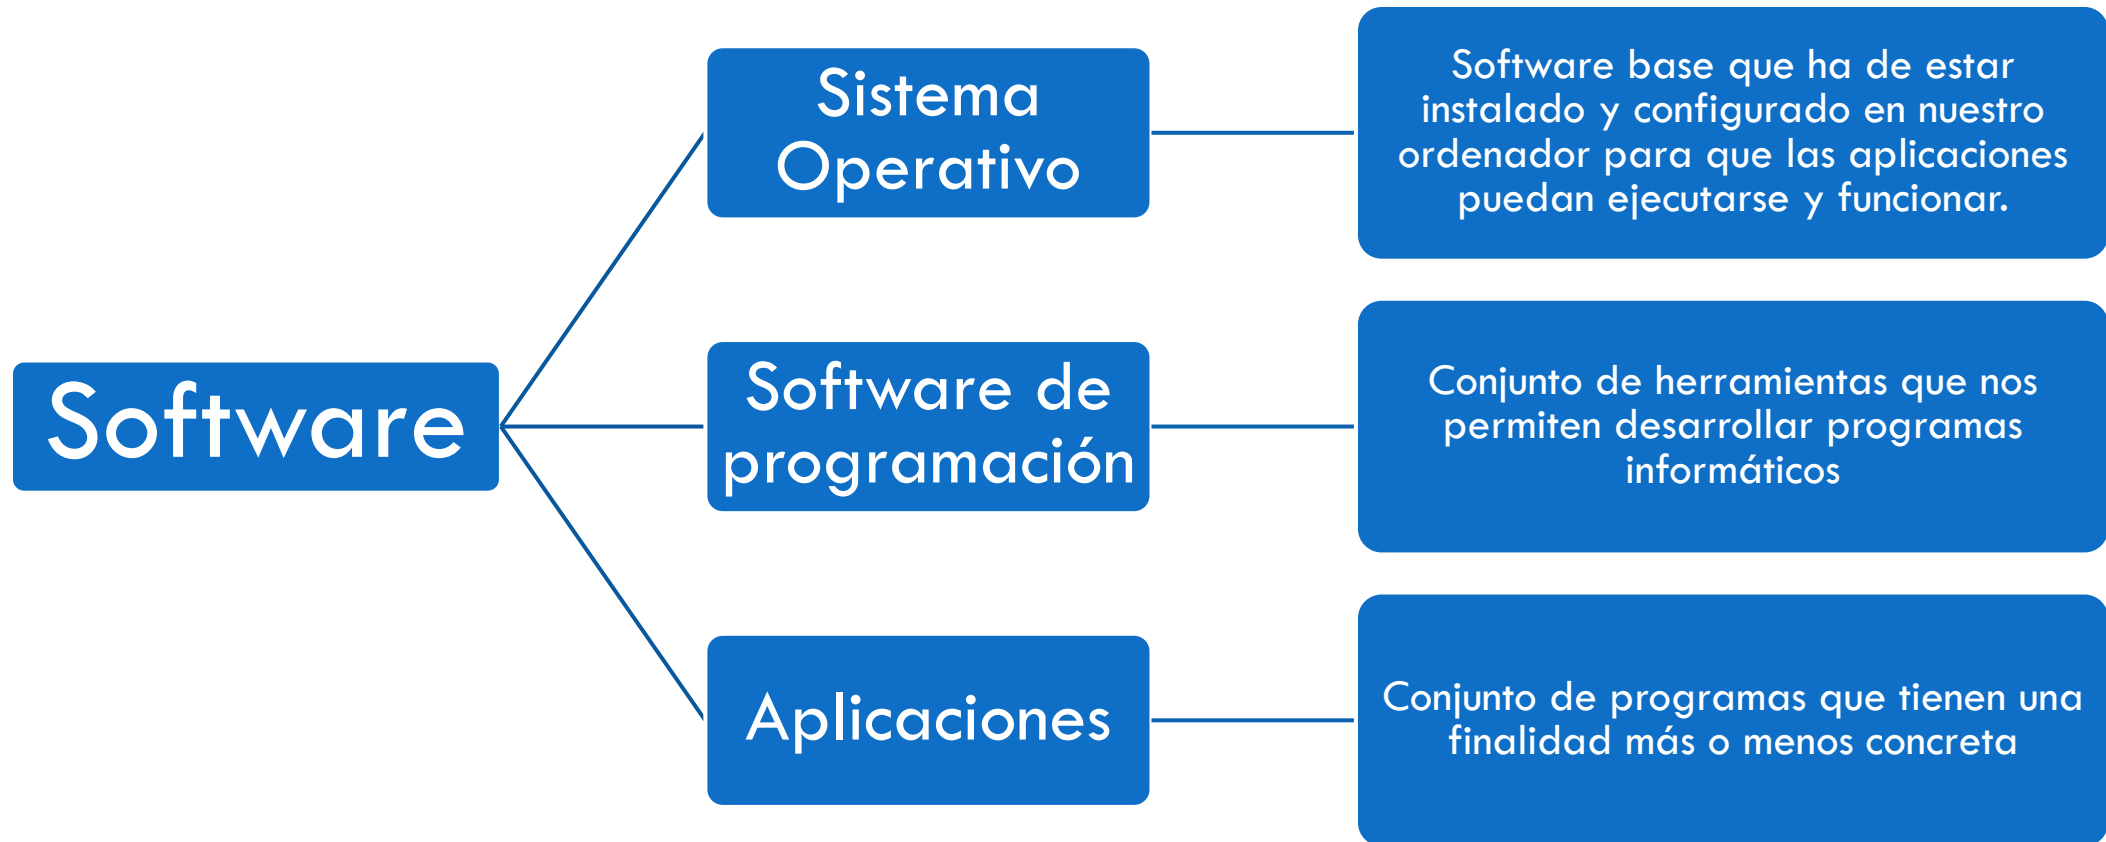 Software
Sistema
Operativo
Software base que ha de estar
instalado y configurado en nuestro
ordenador para que las aplicaciones
puedan ejecutarse y funcionar.
Software de
programación
Conjunto de herramientas que nos
permiten desarrollar programas
informáticos
Aplicaciones
Conjunto de programas que tienen una
finalidad más o menos concreta